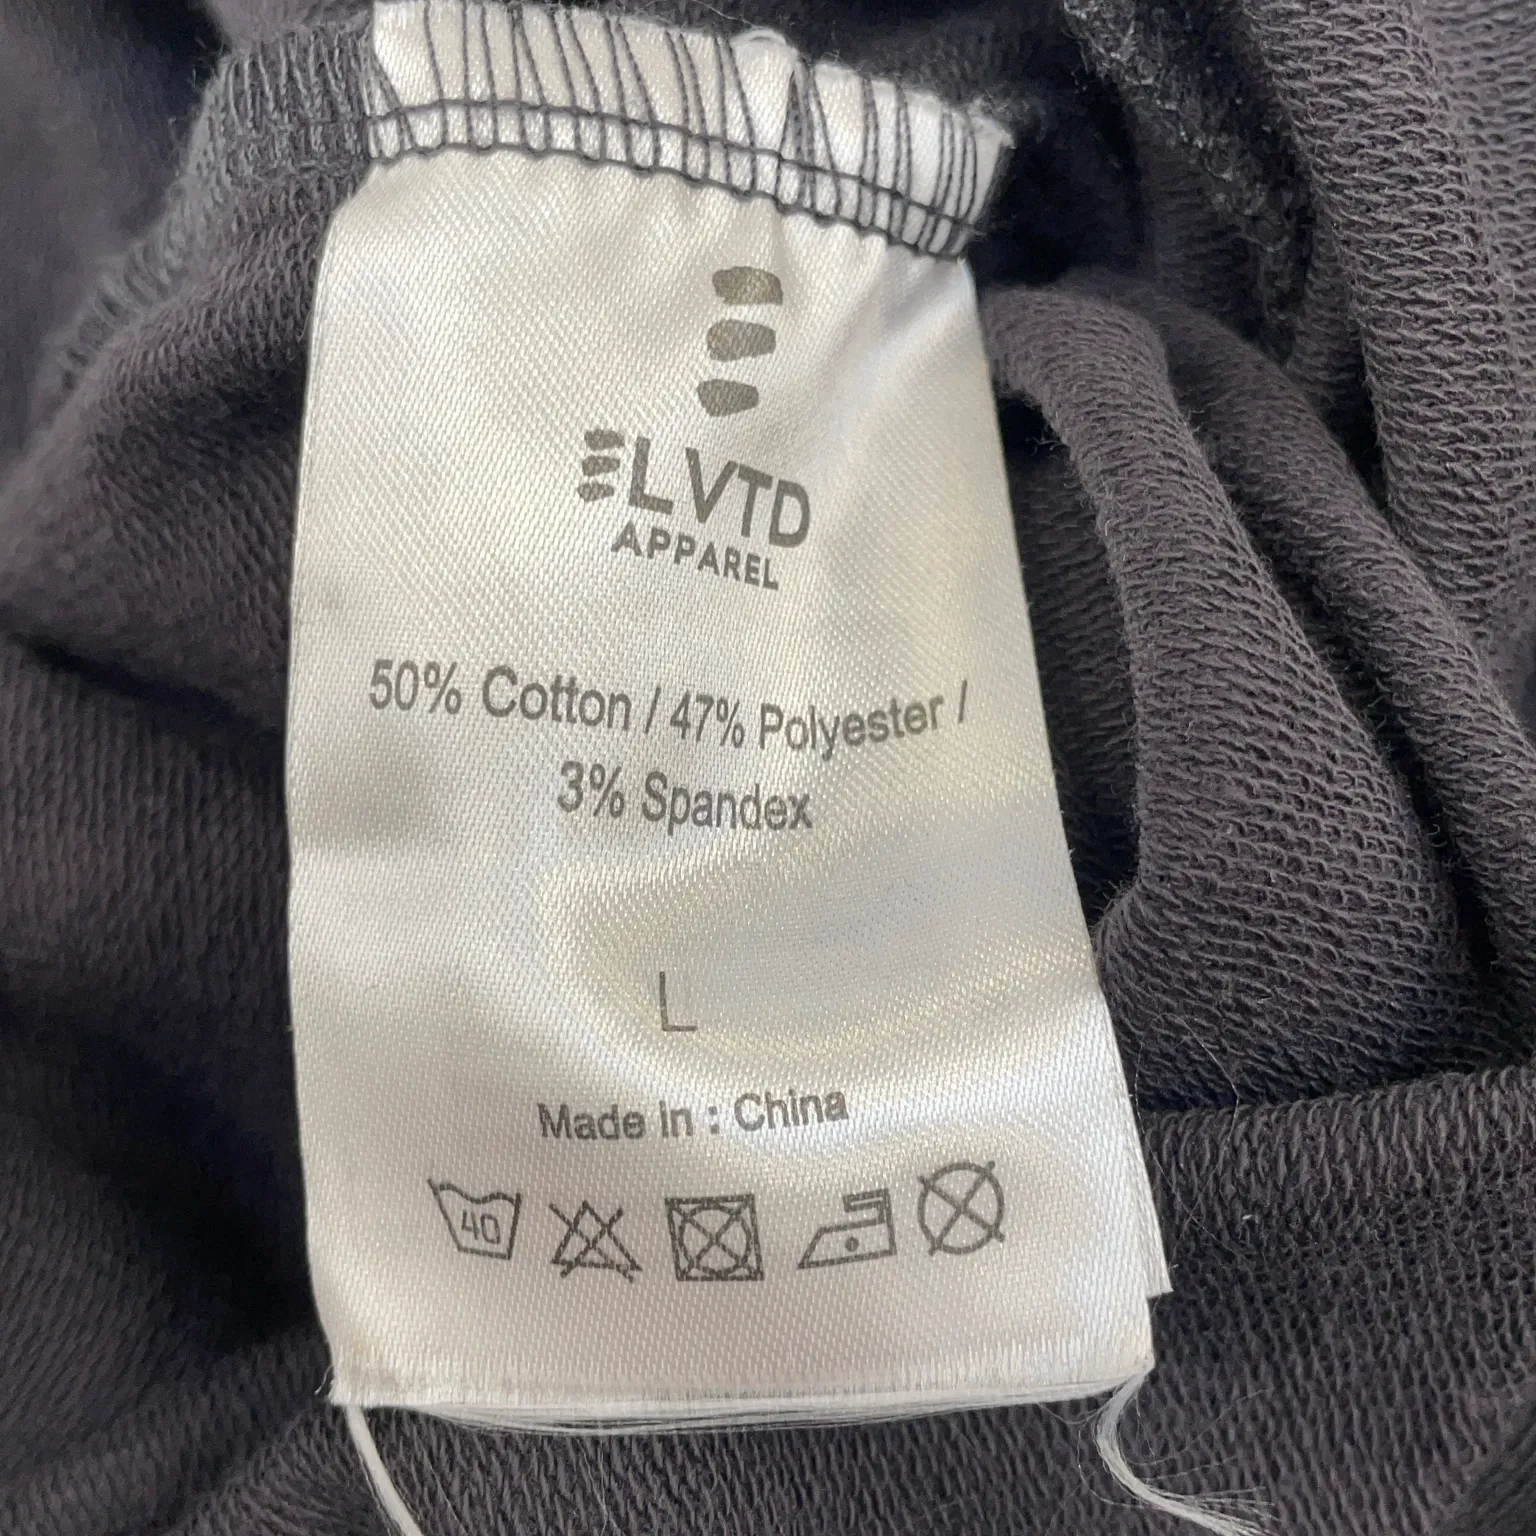 ELVTD
APPAREL
50% Cotton / 47% Polyester /
3% Spandex
L
Made in : China
40